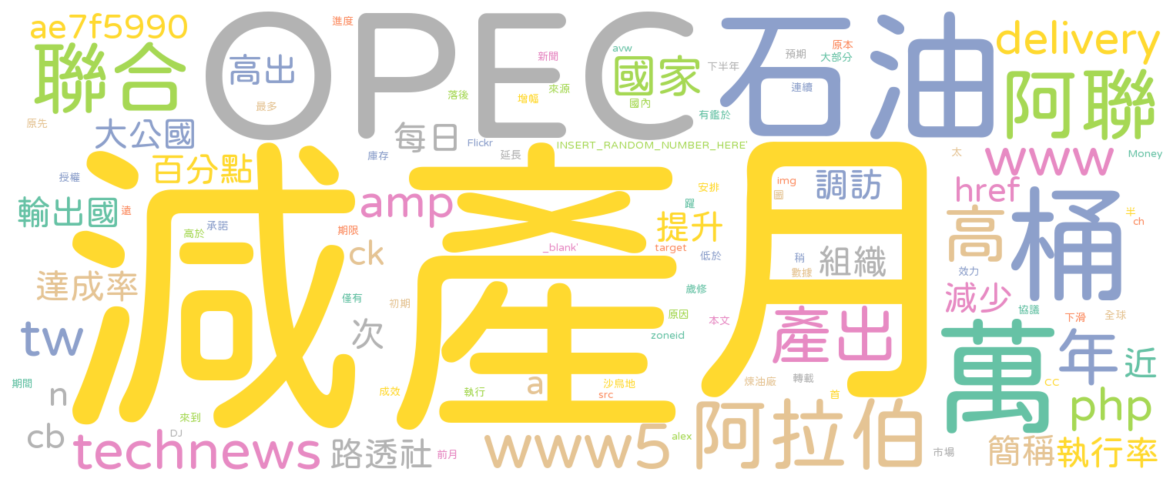 ae7f5990
進度
OPEC
石油
delivery
聯合
高出
新聞
avw
原本
大部分
預期
國家
下半年
阿聯
最多
落後
增幅
來源
國內
連續
原先
大公國
每日
有鑑於
Flickr
庫存
延長
INSERT_RANDOM_NUMBER_HERE'
太
www
Money
百分點
減產
月
授權
amp
安排
img
圖
調訪
href
半
ch
輸出國
遠
承諾
躍
提升
高
桶
高於
期限
_blank'
target
低於
稍
數據
組織
ck
效力
達成率
僅有
初期
歲修
減少
協議
下滑
全球
tw
次
原因
本文
zoneid
產出
萬
年
近
期間
n
成效
執行
a
沙烏地
src
煉油廠
轉載
首
CC
php
來到
阿拉伯
cb
DJ
technews
路透社
前月
www5
alex
市場
簡稱
執行率